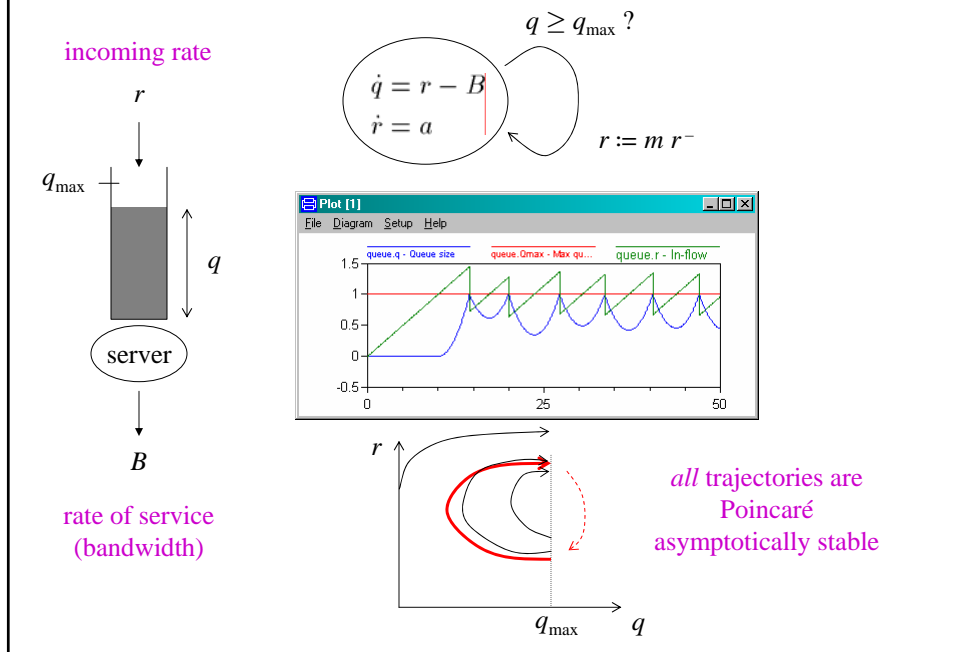 incoming rate
r
q_max
q
server
B
rate of service
(bandwidth)
q ≥ q_max ?
q̇ = r − B
ṙ = a
r := m r⁻
Plot [1]
File Diagram Setup Help
queue.q - Queue size queue.Qmax - Max qu... queue.r - In-flow
1.5
1
0.5
0
-0.5
0 25 50
r
q_max q
all trajectories are
Poincaré
asymptotically stable